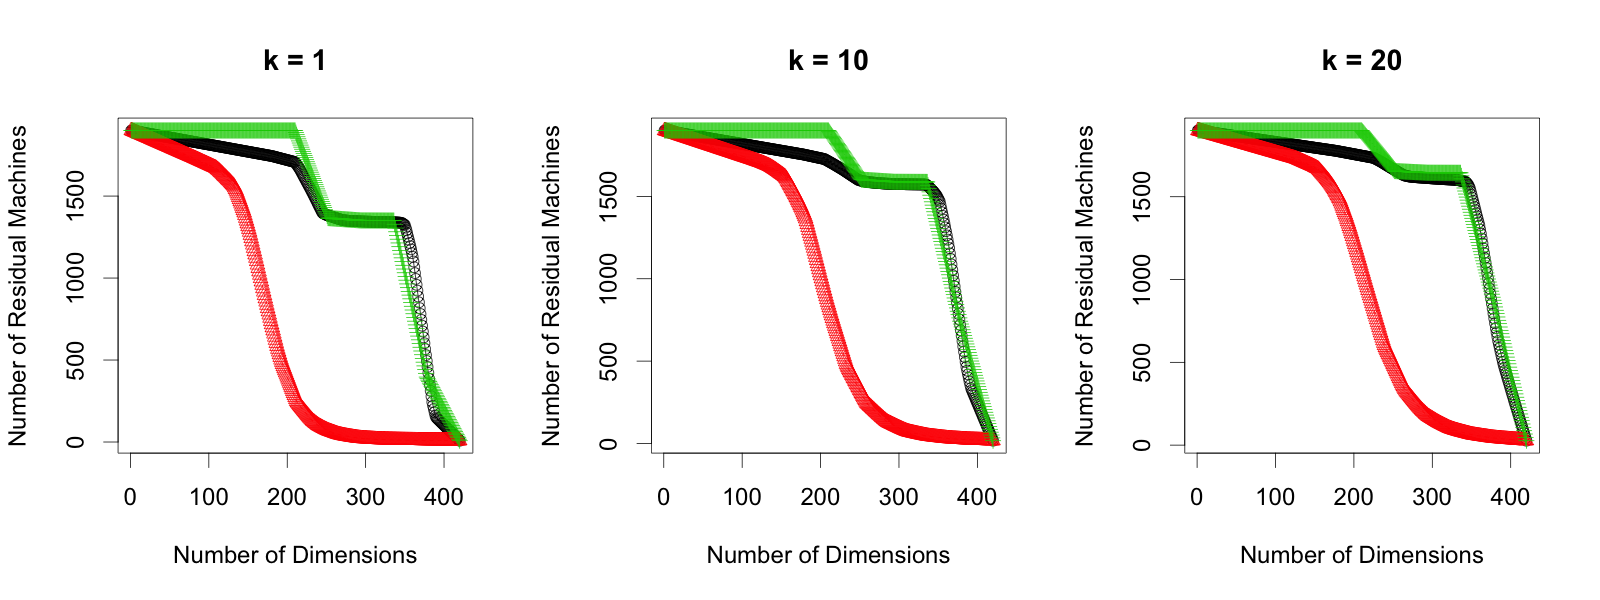 k = 1
Number of Residual Machines
1500
1000
500
0
0 100 200 300 400
Number of Dimensions
k = 10
Number of Residual Machines
1500
1000
500
0
0 100 200 300 400
Number of Dimensions
k = 20
Number of Residual Machines
1500
1000
500
0
0 100 200 300 400
Number of Dimensions